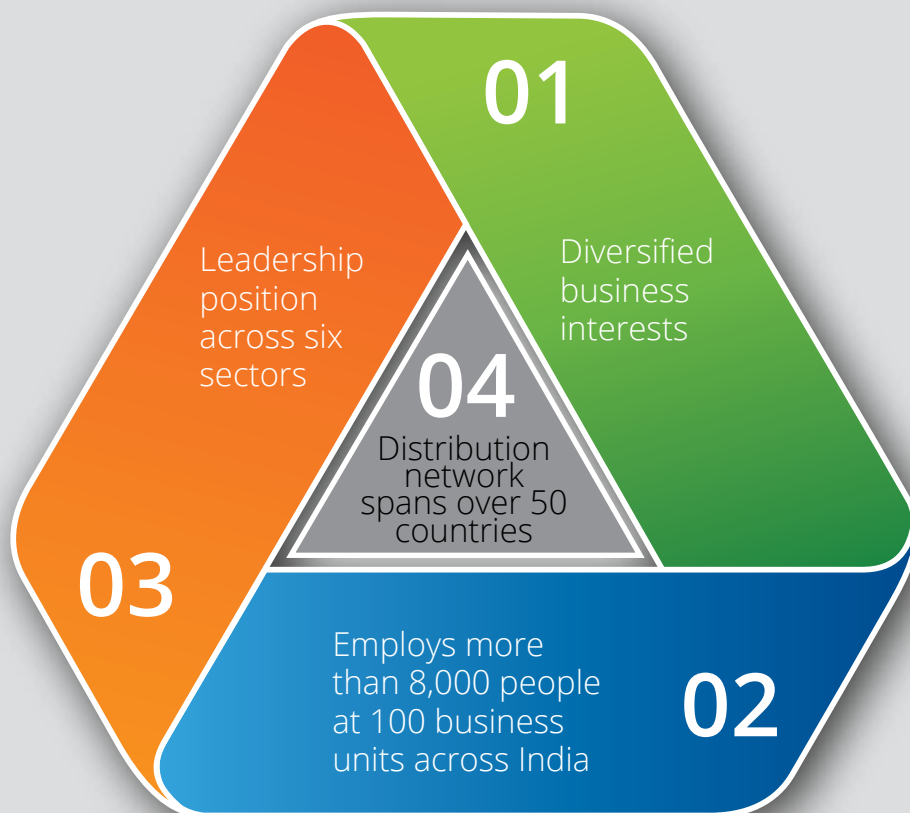 01
Diversified
business
interests
02
Employs more
than 8,000 people
at 100 business
units across India
03
Leadership
position
across six
sectors
04
Distribution
network
spans over 50
countries